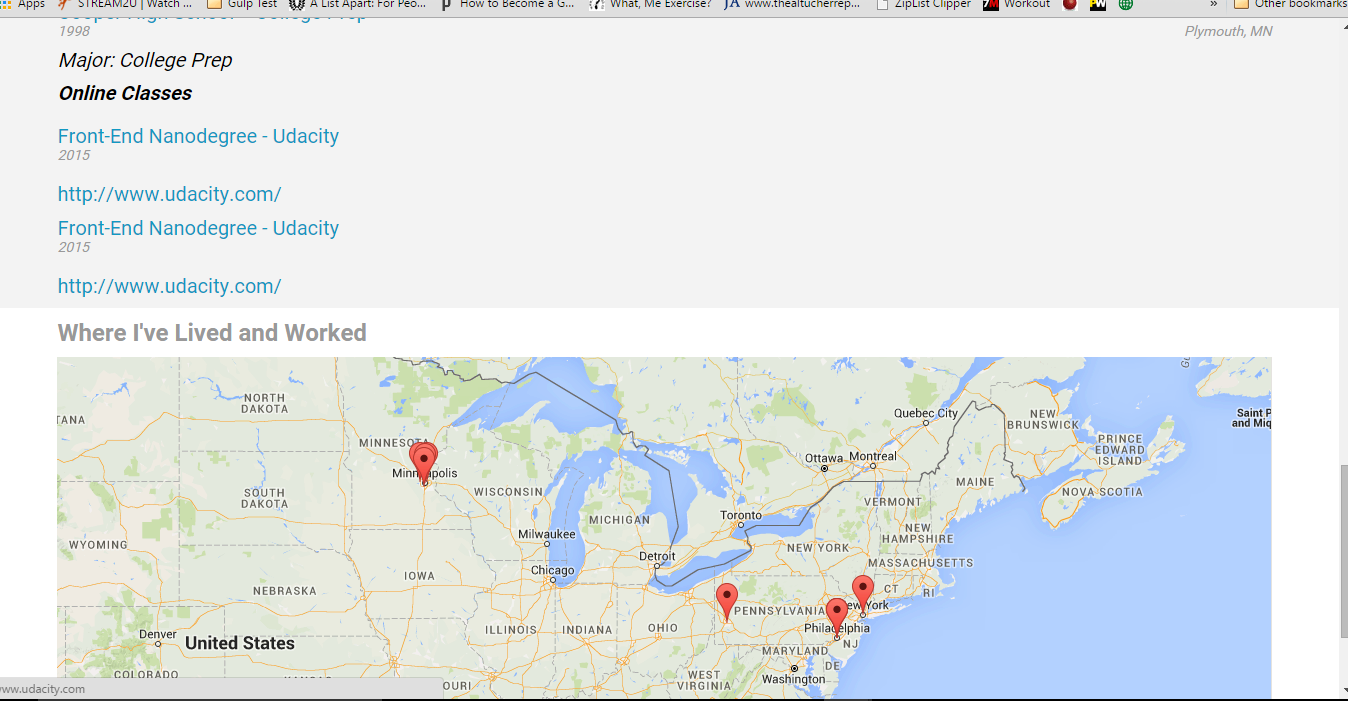 Apps STREAM2U | Watch ... Gulp Test A List Apart: For Peo... How to Become a G... What, Me Exercise? JA www.thealtucherrep... ZipList Clipper Workout PW » Other bookmarks
Cooper High School - College Prep
1998 Plymouth, MN
Major: College Prep
Online Classes
Front-End Nanodegree - Udacity
2015
http://www.udacity.com/
Front-End Nanodegree - Udacity
2015
http://www.udacity.com/
Where I've Lived and Worked
NORTH DAKOTA
TANA
MINNESOTA
Minneapolis
SOUTH DAKOTA
WISCONSIN
MICHIGAN
Milwaukee
WYOMING
Chicago
Detroit
IOWA
NEBRASKA
Denver
United States
ILLINOIS
INDIANA
OHIO
COLORADO
OURI
WEST VIRGINIA
Quebec City
Ottawa
Montreal
Toronto
NEW BRUNSWICK
PRINCE EDWARD ISLAND
Saint P
and Miq
MAINE
NOVA SCOTIA
VERMONT
NEW HAMPSHIRE
NEW YORK
MASSACHUSETTS
CT
RI
PENNSYLVANIA
ew York
Philadelphia
NJ
MARYLAND
DE
Washington
www.udacity.com